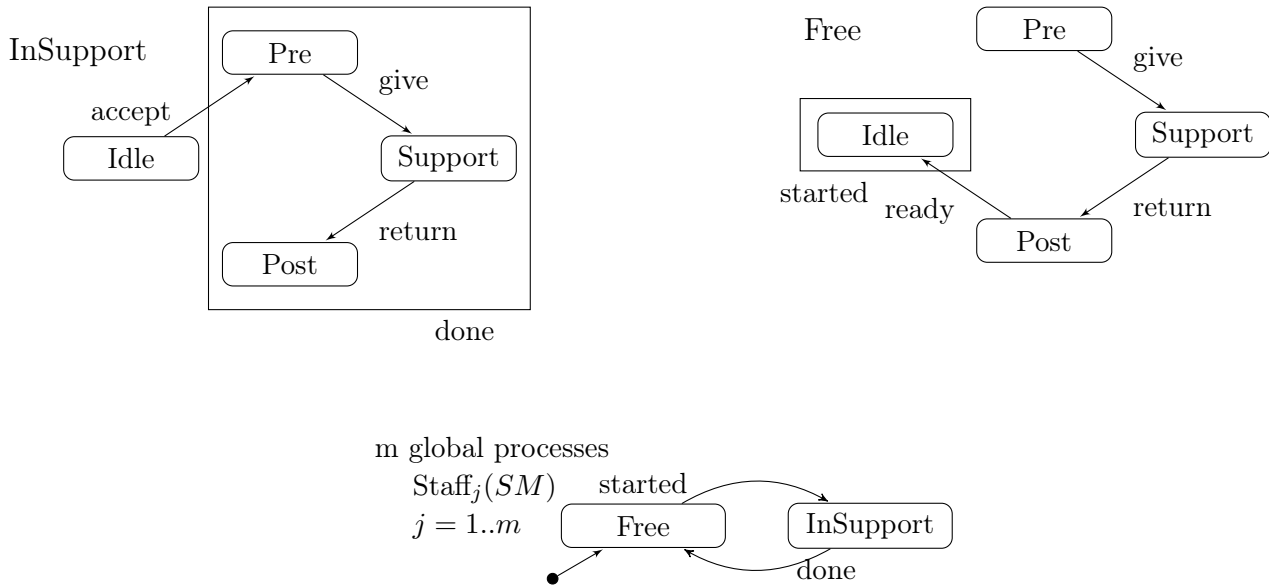 InSupport
Pre
give
accept
Idle
Support
return
Post
done
Free
Pre
give
Idle
Support
started
ready
return
Post
m global processes
Staff_j(SM)
j = 1..m
started
Free
InSupport
done